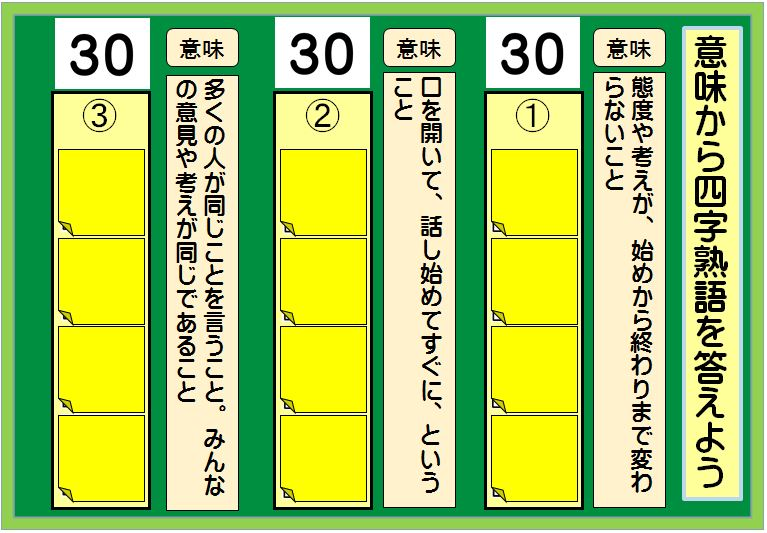 意味から四字熟語を答えよう
意味
態度や考えが、始めから終わりまで変わ
らないこと
30
①
意味
口を開いて、話し始めてすぐに、という
こと
30
②
意味
多くの人が同じことを言うこと。みんな
の意見や考えが同じであること
30
③